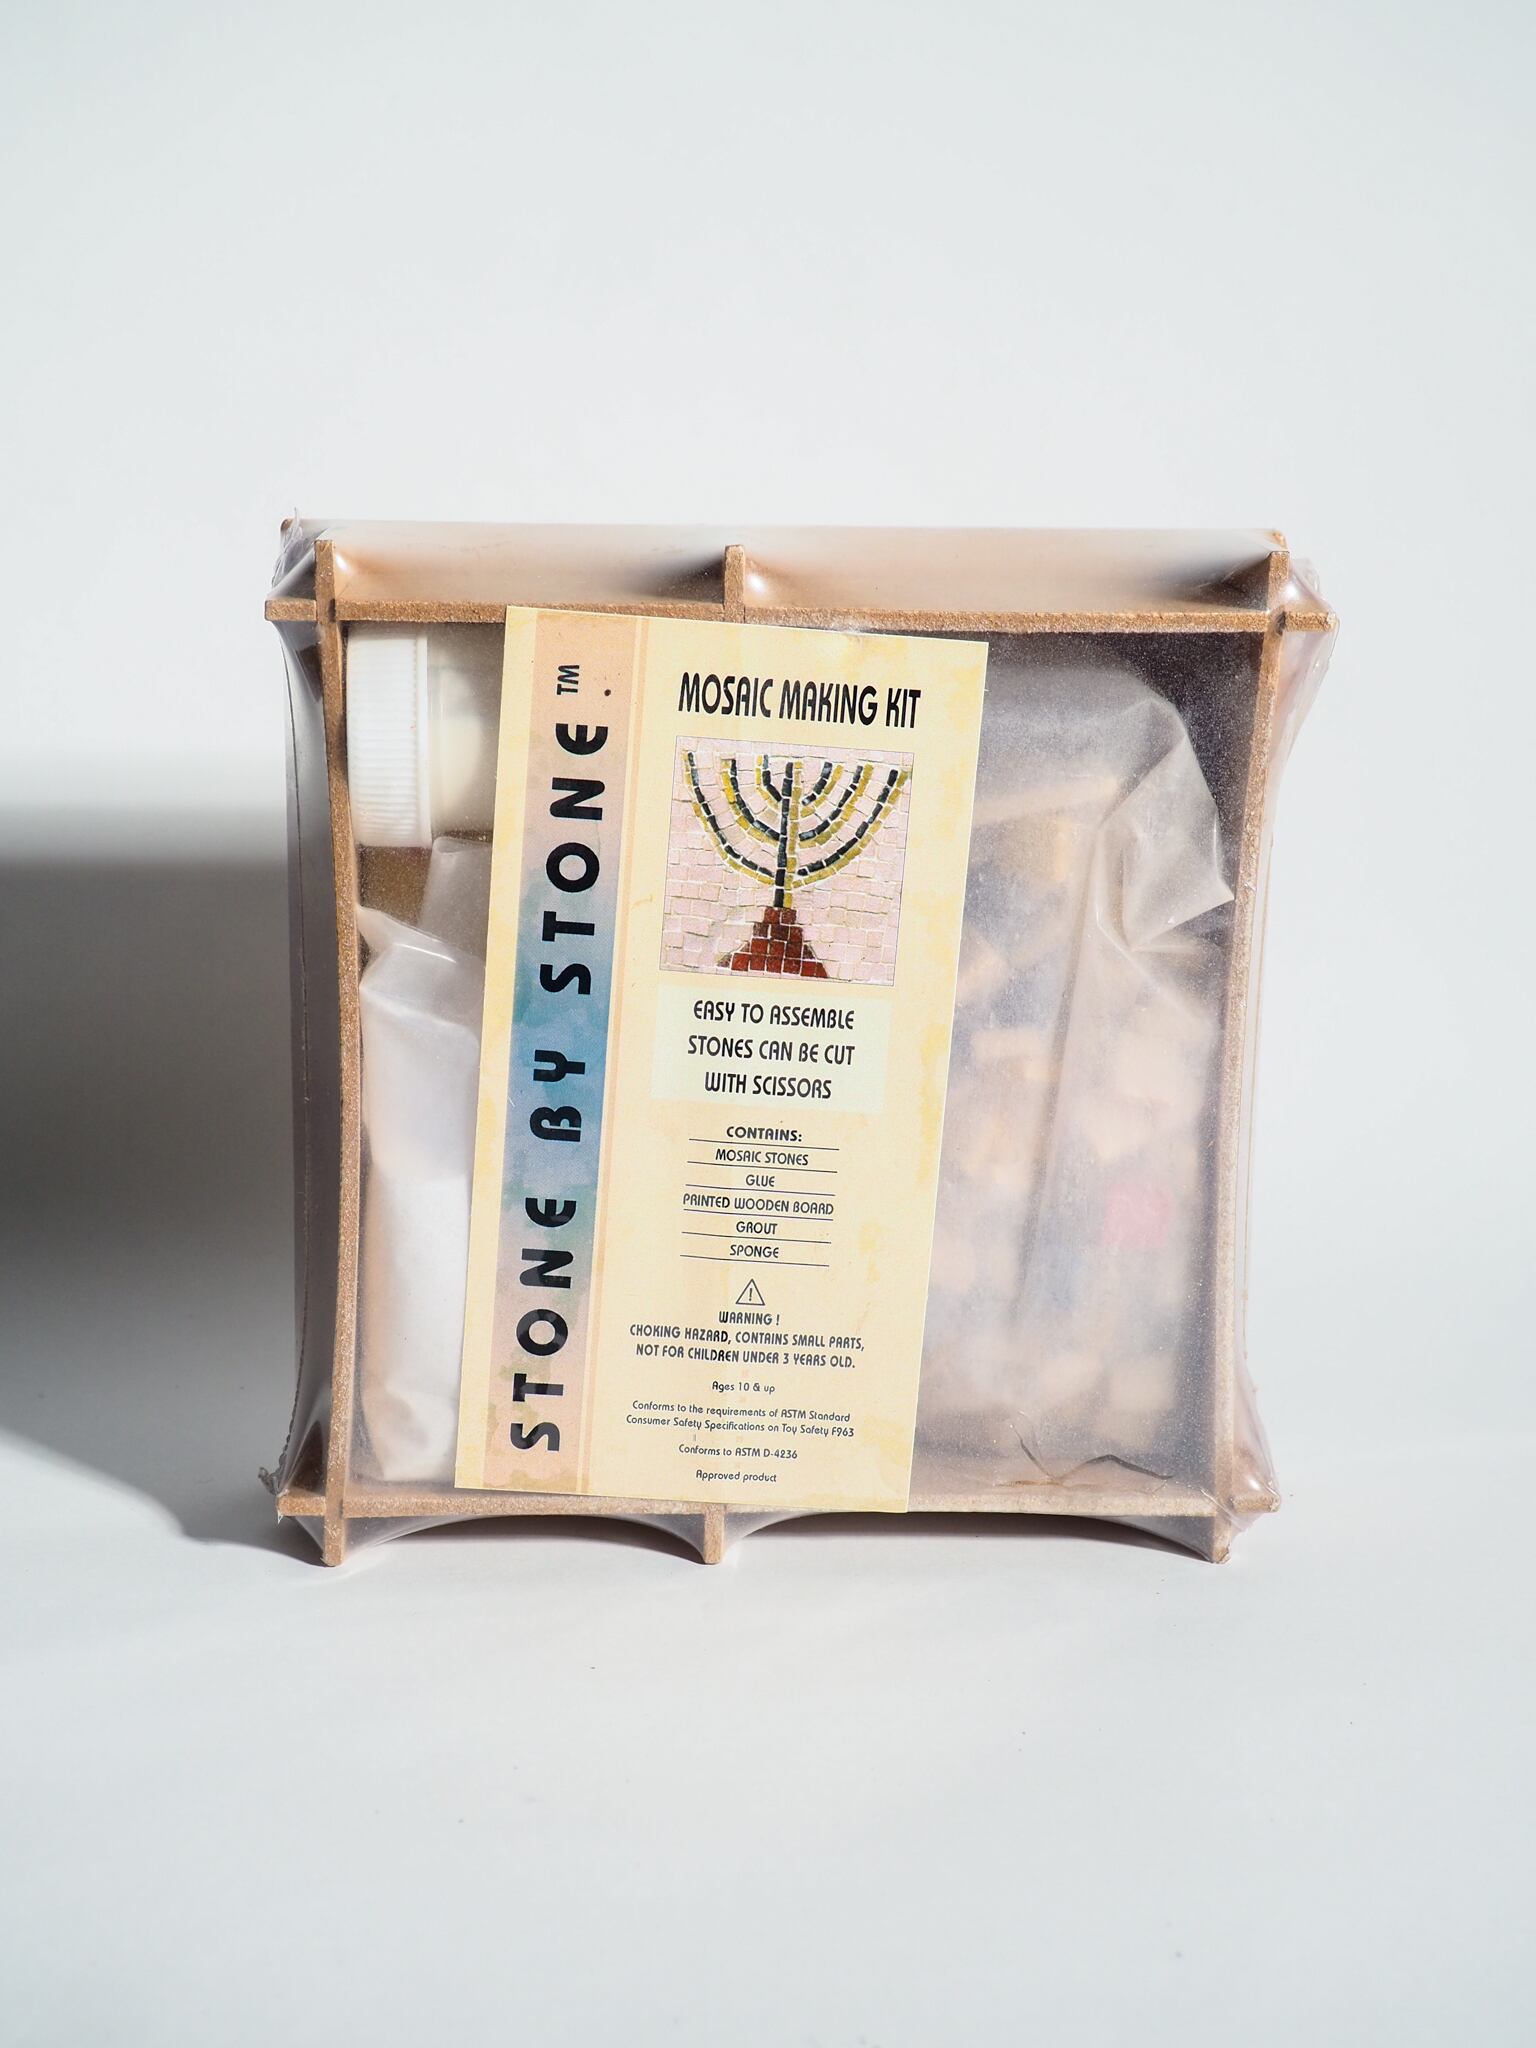 STONE BY STONE.™
MOSAIC MAKING KIT
EASY TO ASSEMBLE
STONES CAN BE CUT
WITH SCISSORS
CONTAINS:
MOSAIC STONES
GLUE
PRINTED WOODEN BOARD
GROUT
SPONGE
WARNING !
CHOKING HAZARD, CONTAINS SMALL PARTS,
NOT FOR CHILDREN UNDER 3 YEARS OLD.
Ages 10 & up
Conforms to the requirements of ASTM Standard
Consumer Safety Specifications on Toy Safety F963
Conforms to ASTM D-4236
Approved product